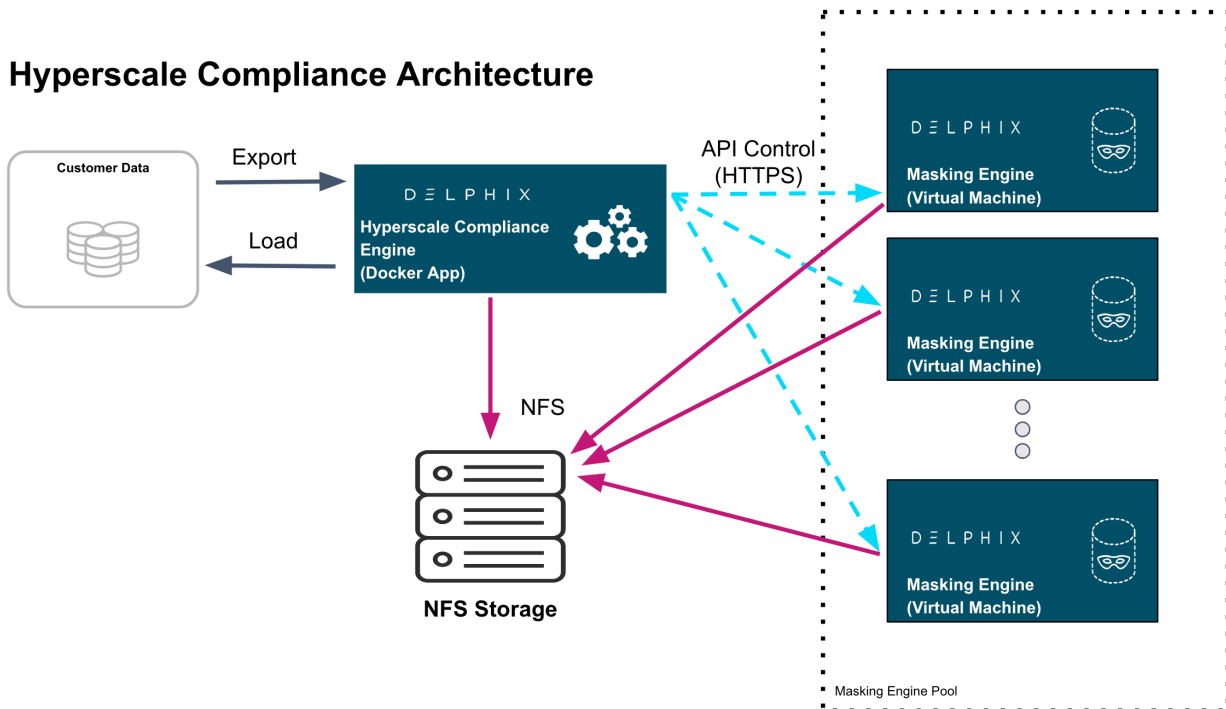 Hyperscale Compliance Architecture
Customer Data
Export
Load
DELPHIX
Hyperscale Compliance
Engine
(Docker App)
API Control
(HTTPS)
NFS
NFS Storage
DELPHIX
Masking Engine
(Virtual Machine)
DELPHIX
Masking Engine
(Virtual Machine)
DELPHIX
Masking Engine
(Virtual Machine)
Masking Engine Pool